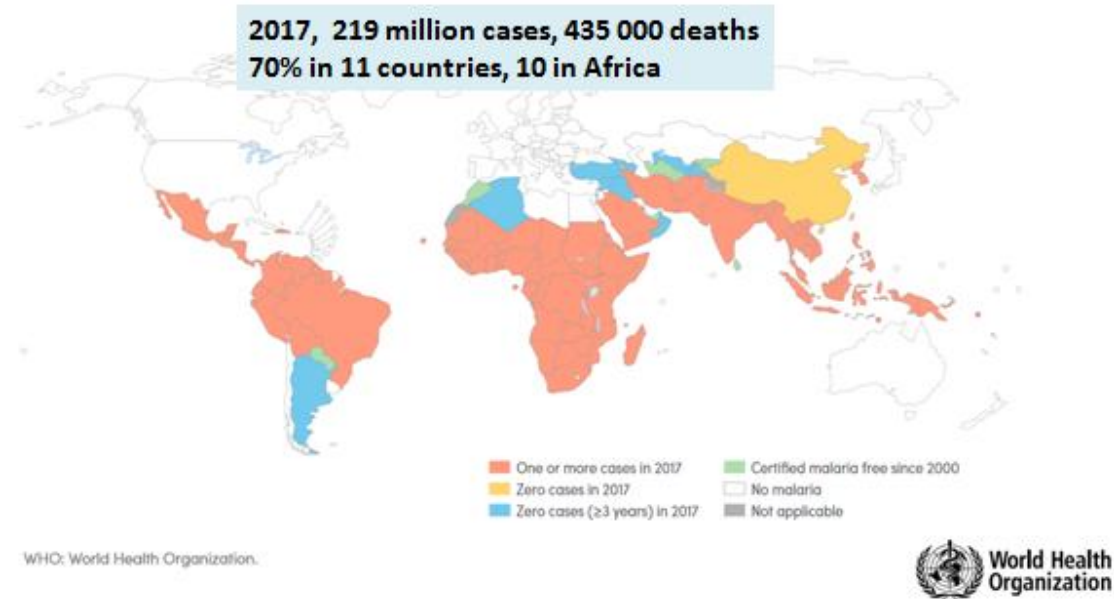 2017, 219 million cases, 435 000 deaths
70% in 11 countries, 10 in Africa
One or more cases in 2017
Zero cases in 2017
Zero cases (≥3 years) in 2017
Certified malaria free since 2000
No malaria
Not applicable
WHO: World Health Organization.
World Health
Organization